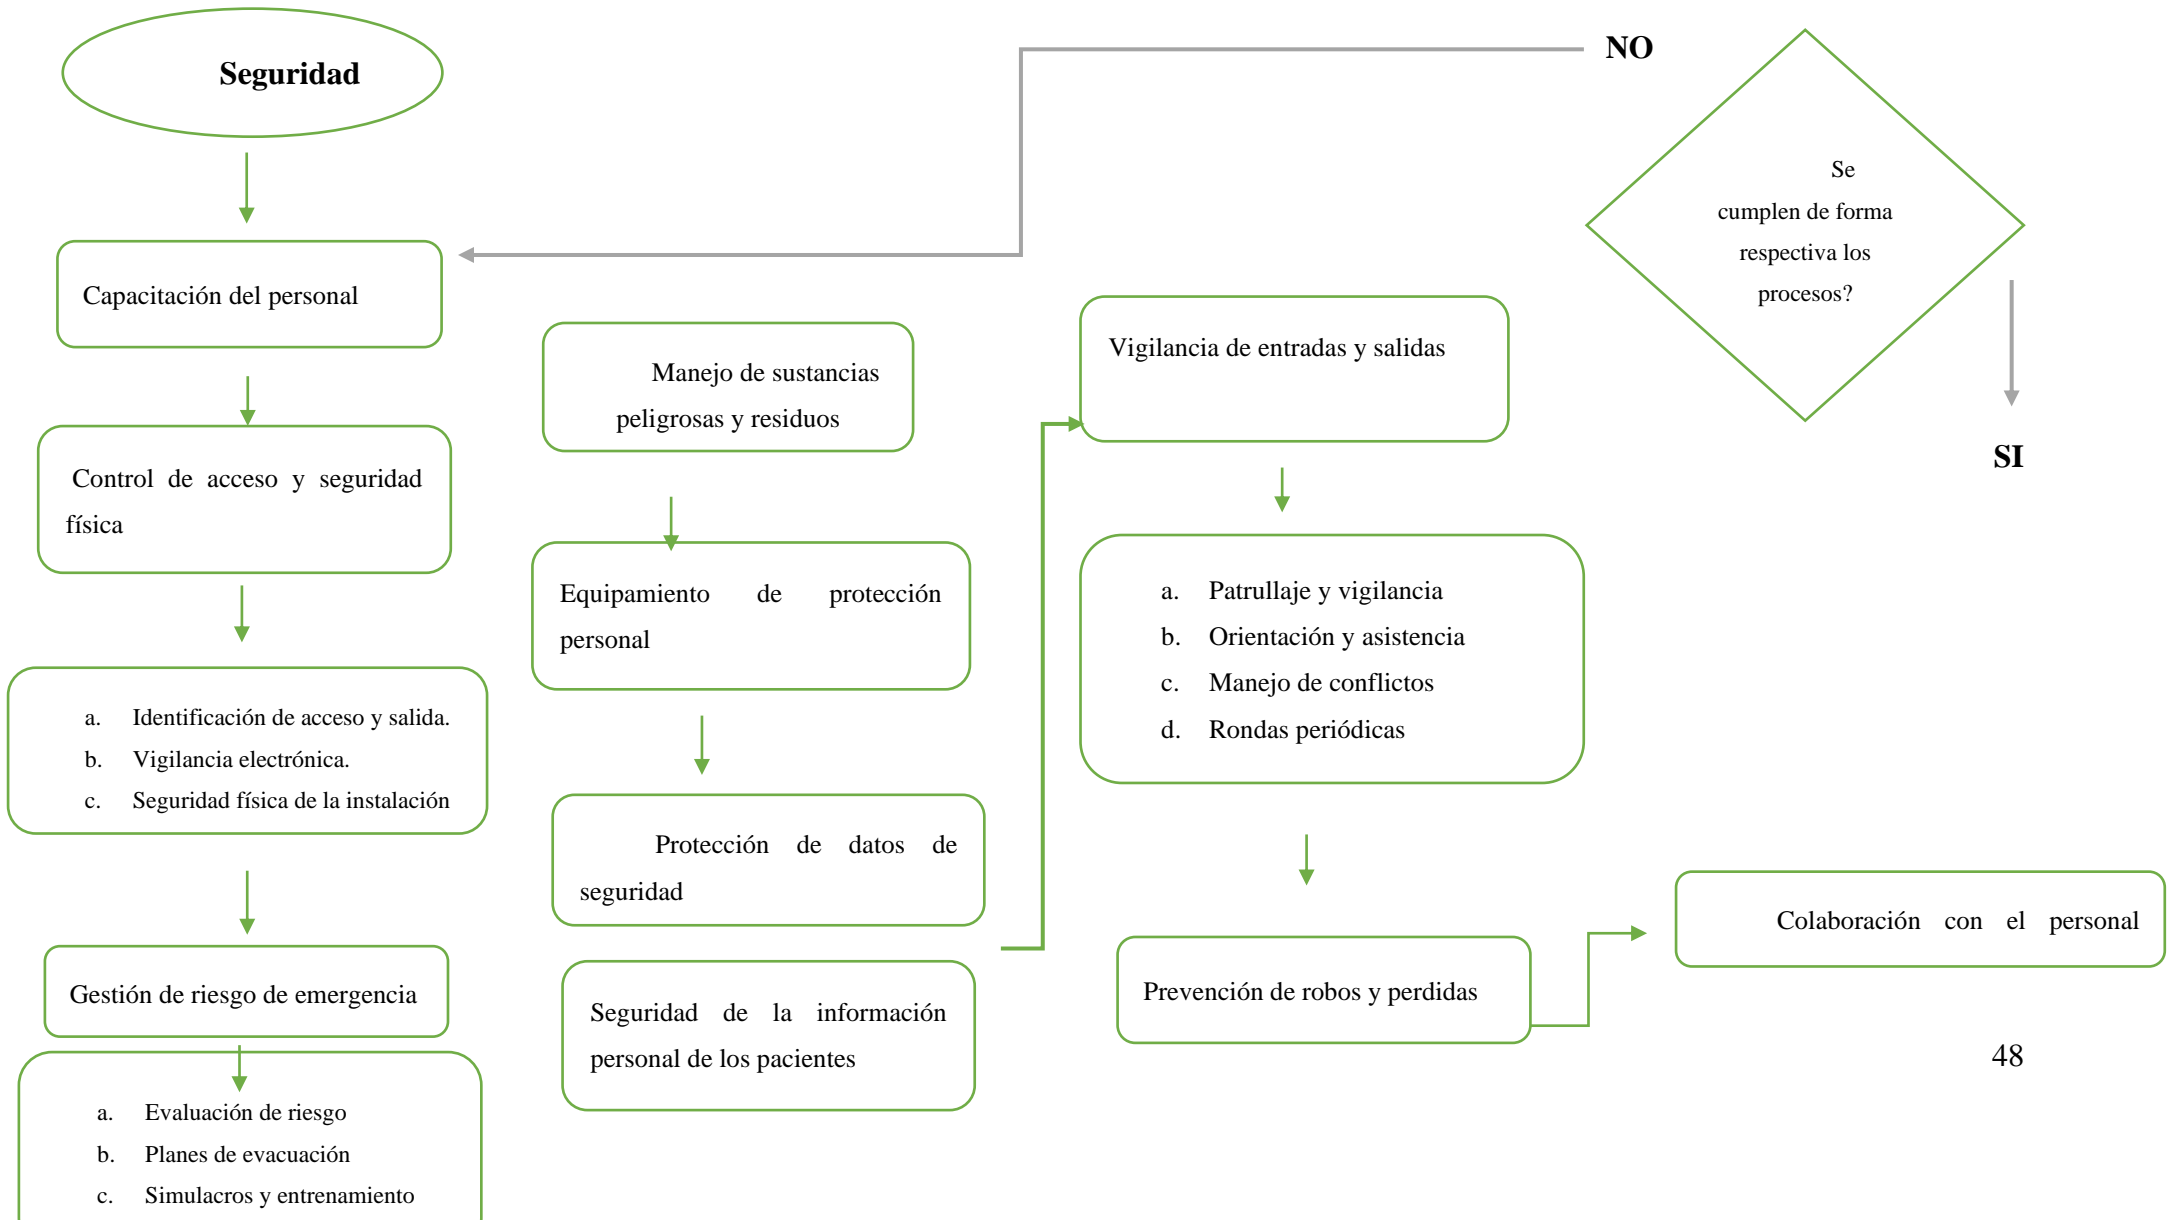 Seguridad
Capacitación del personal
Control de acceso y seguridad
física
a. Identificación de acceso y salida.
b. Vigilancia electrónica.
c. Seguridad física de la instalación
Gestión de riesgo de emergencia
a. Evaluación de riesgo
b. Planes de evacuación
c. Simulacros y entrenamiento
Manejo de sustancias
peligrosas y residuos
Equipamiento de protección
personal
Protección de datos de
seguridad
Seguridad de la información
personal de los pacientes
Vigilancia de entradas y salidas
a. Patrullaje y vigilancia
b. Orientación y asistencia
c. Manejo de conflictos
d. Rondas periódicas
Prevención de robos y perdidas
Colaboración con el personal
NO
Se
cumplen de forma
respectiva los
procesos?
SI
48